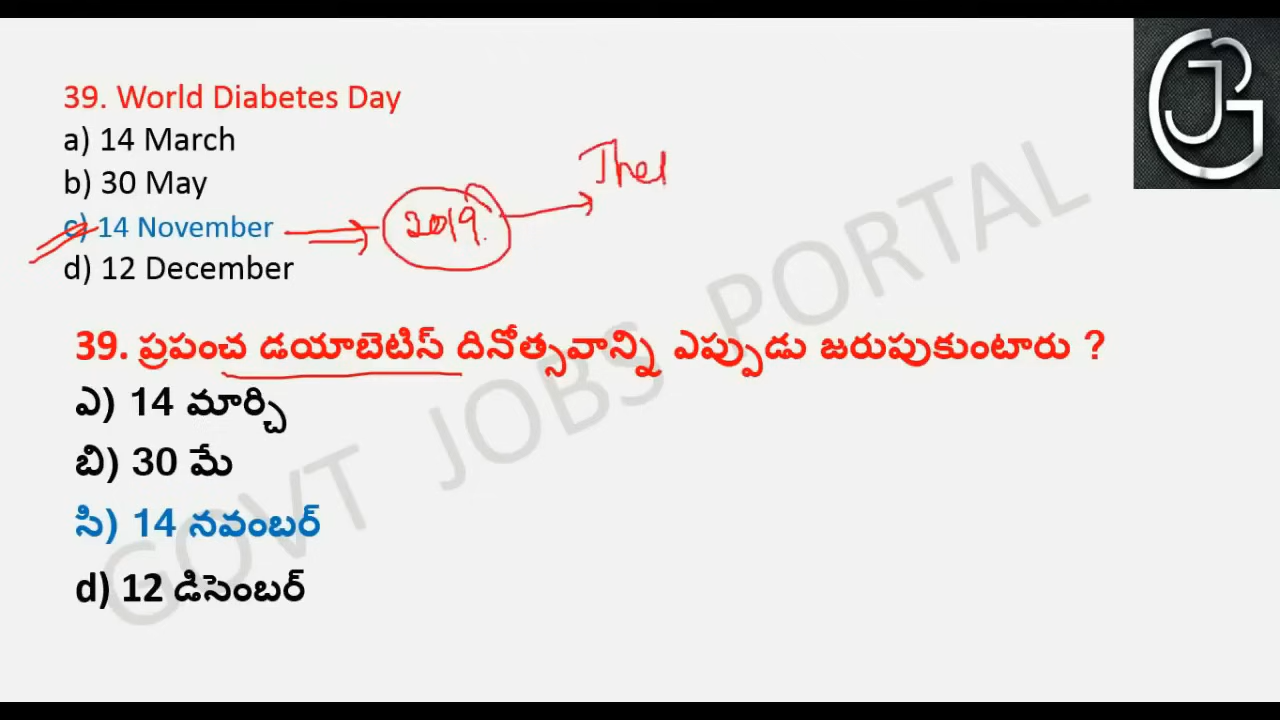 39. World Diabetes Day
a) 14 March
b) 30 May
c) 14 November
d) 12 December
2019
39. ప్రపంచ డయాబెటిస్ దినోత్సవాన్ని ఎప్పుడు జరుపుకుంటారు ?
ఎ) 14 మార్చి
బి) 30 మే
సి) 14 నవంబర్
d) 12 డిసెంబర్
GOVT JOBS PORTAL
GJ